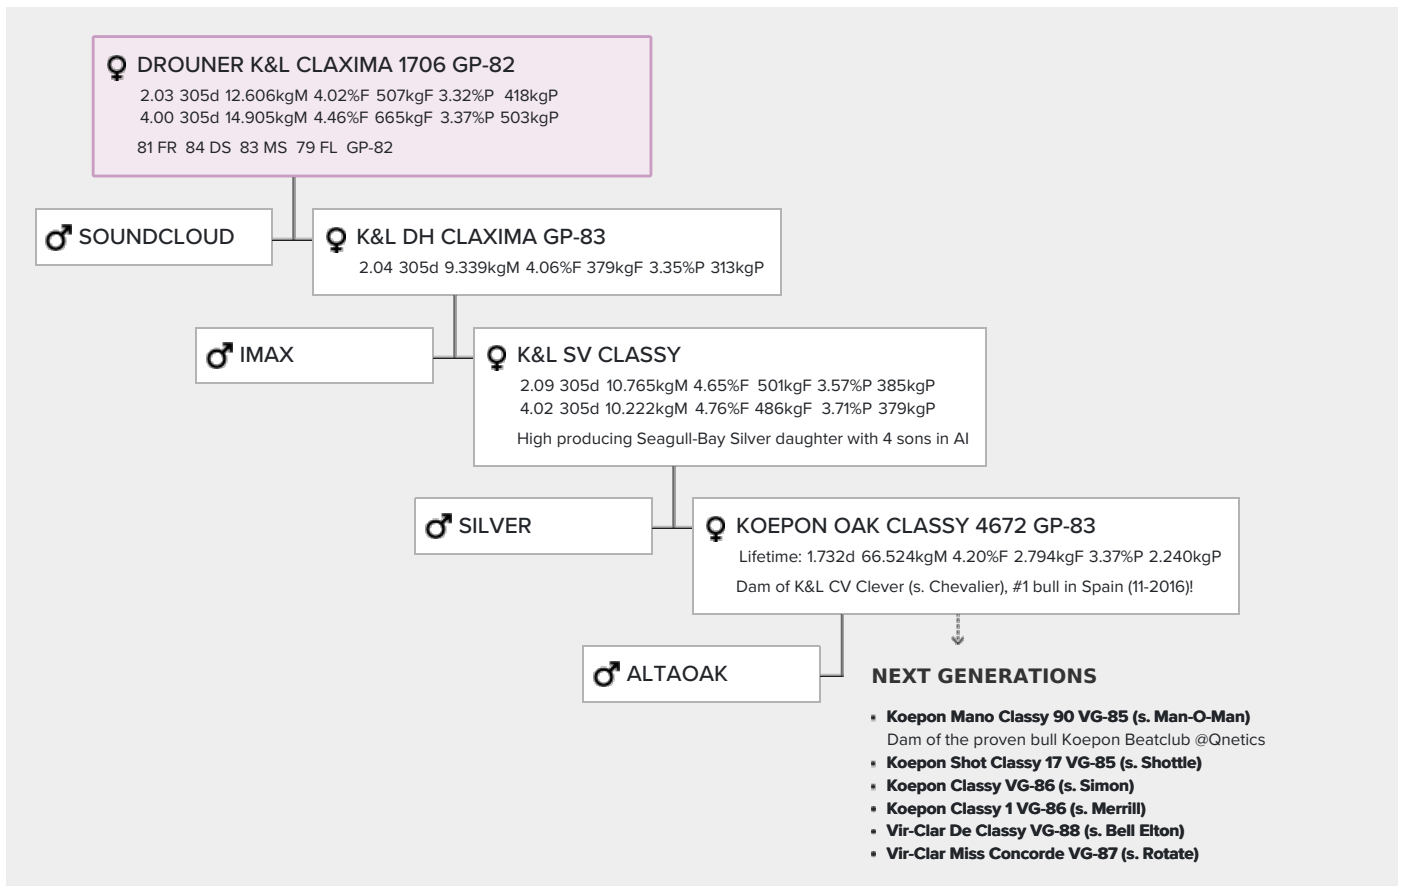 DROUNER K&L CLAXIMA 1706 GP-82
2.03 305d 12.606kgM 4.02%F 507kgF 3.32%P 418kgP
4.00 305d 14.905kgM 4.46%F 665kgF 3.37%P 503kgP
81 FR 84 DS 83 MS 79 FL GP-82
SOUNDCLOUD
K&L DH CLAXIMA GP-83
2.04 305d 9.339kgM 4.06%F 379kgF 3.35%P 313kgP
IMAX
K&L SV CLASSY
2.09 305d 10.765kgM 4.65%F 501kgF 3.57%P 385kgP
4.02 305d 10.222kgM 4.76%F 486kgF 3.71%P 379kgP
High producing Seagull-Bay Silver daughter with 4 sons in AI
SILVER
KOEPON OAK CLASSY 4672 GP-83
Lifetime: 1.732d 66.524kgM 4.20%F 2.794kgF 3.37%P 2.240kgP
Dam of K&L CV Clever (s. Chevalier), #1 bull in Spain (11-2016)!
ALTAOAK
NEXT GENERATIONS
Koepon Mano Classy 90 VG-85 (s. Man-O-Man)
Dam of the proven bull Koepon Beatclub @Qnetics
Koepon Shot Classy 17 VG-85 (s. Shottle)
Koepon Classy VG-86 (s. Simon)
Koepon Classy 1 VG-86 (s. Merrill)
Vir-Clar De Classy VG-88 (s. Bell Elton)
Vir-Clar Miss Concorde VG-87 (s. Rotate)